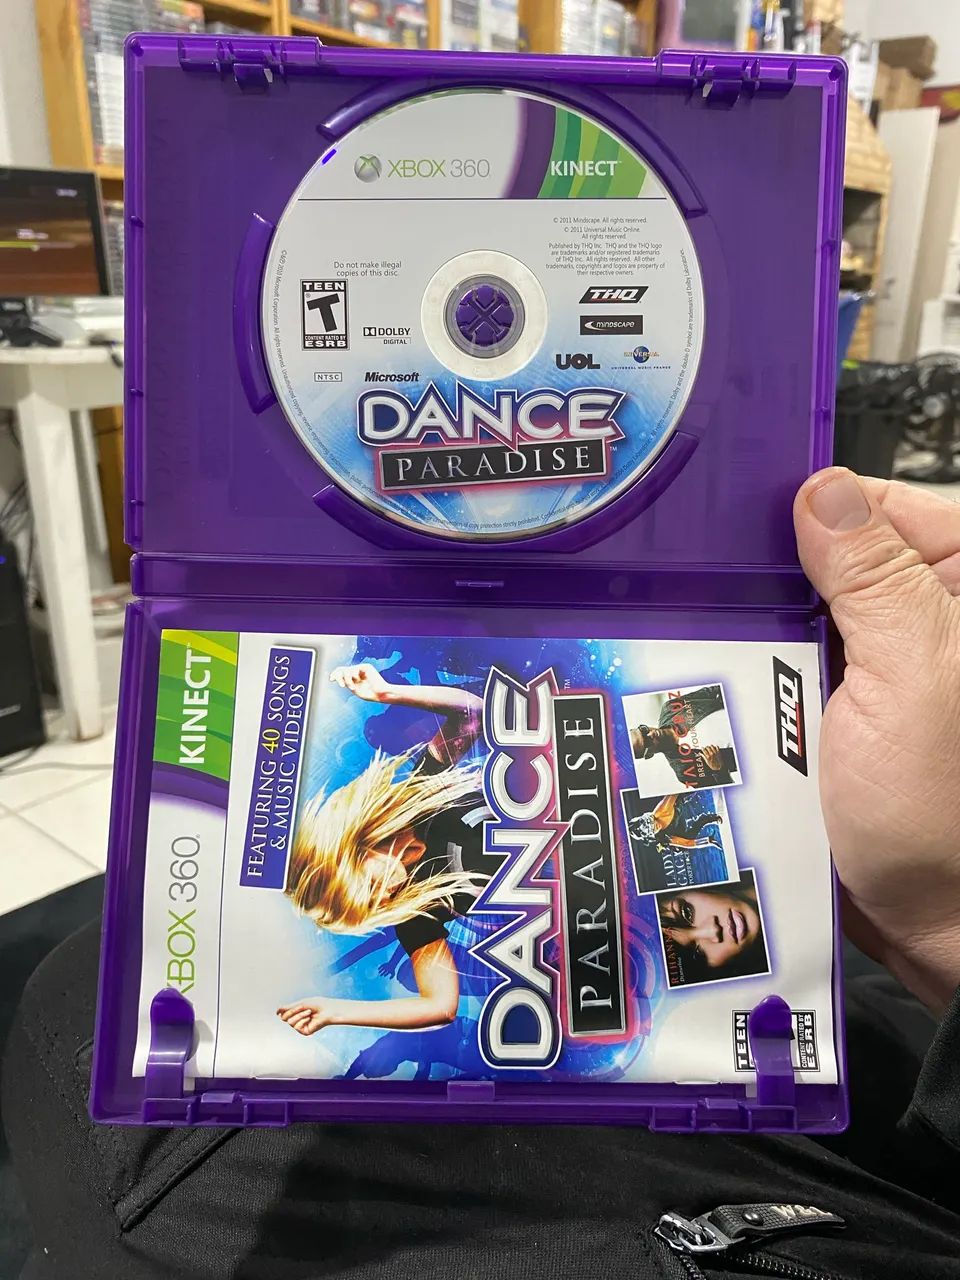 XBOX 360
KINECT
© 2011 Mindscape. All rights reserved.
© 2011 Universal Music Online.
All rights reserved.
Published by THQ Inc. THQ and the THQ logo
are trademarks and/or registered trademarks
of THQ Inc. All rights reserved. All other
trademarks, copyrights and logos are property of
their respective owners.
Do not make illegal
copies of this disc.
TEEN
T
CONTENT RATED BY
ESRB
DOLBY
DIGITAL
THQ
MINDSCAPE
NTSC
Microsoft
UOL
UNIVERSAL
UNIVERSAL MUSIC FRANCE
DANCE
PARADISE™
KINECT
XBOX 360
FEATURING 40 SONGS
& MUSIC VIDEOS
DANCE™
PARADISE
THQ
TAIO CRUZ
BREAK YOUR HEART
LADY
GAGA
POKER FACE
RIHANNA
TEEN
CONTENT RATED BY
ESRB